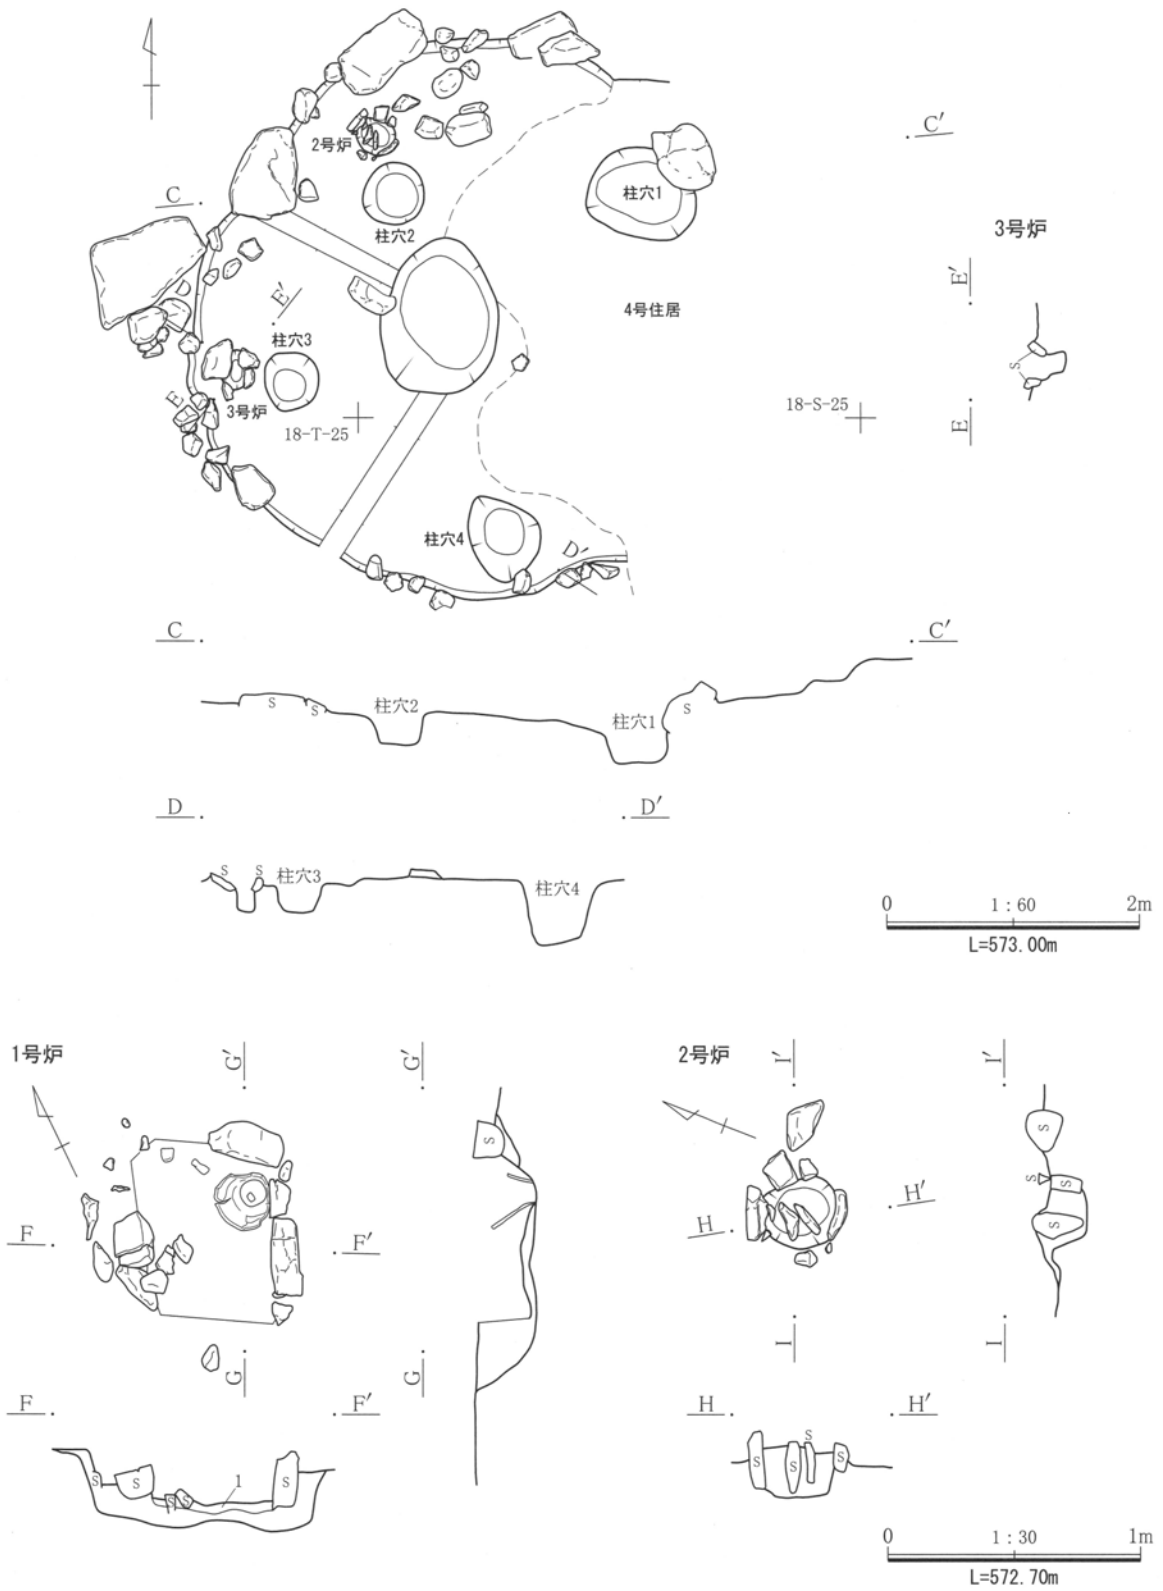 C′
2号炉
柱穴1
C
柱穴2
3号炉
D
E′
E′
4号住居
柱穴3
S
E
3号炉
18-T-25
18-S-25
E
柱穴4
D′
C
C′
S
S
柱穴2
柱穴1
S
D
D′
S
S
柱穴3
柱穴4
0
1：60
2m
L=573.00m
1号炉
G′
G′
2号炉
I′
I′
S
S
S
S
H′
H
S
F
F′
G
G
I
I
F
F′
H
H′
S
S
S
S
1
S
S
S
S
S
0
1：30
1m
L=572.70m